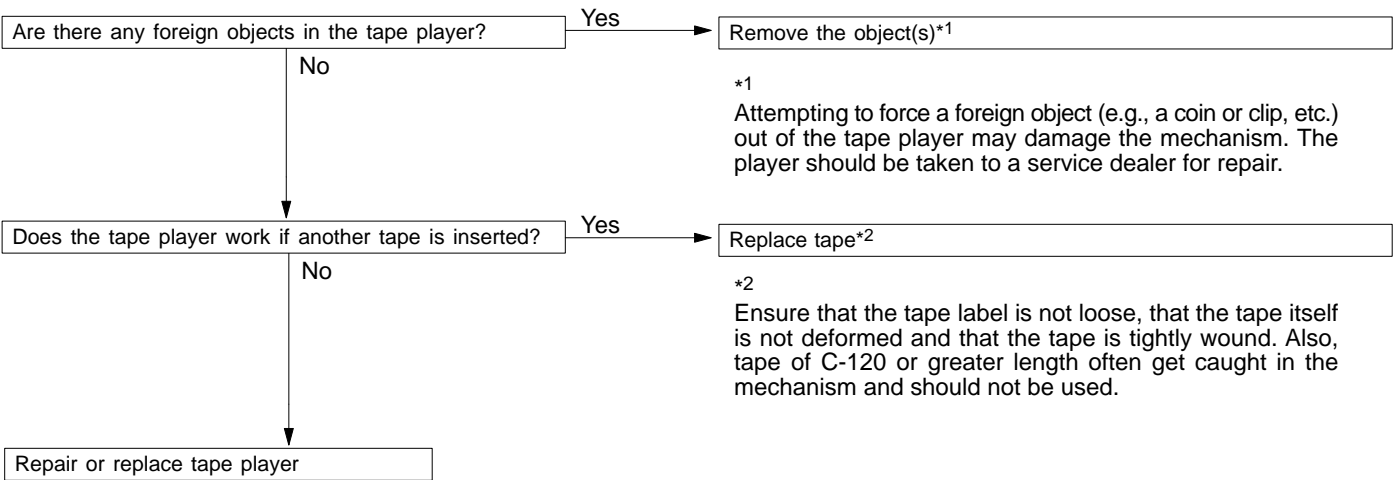 Are there any foreign objects in the tape player?
Yes
Remove the object(s)*1
No
*1
Attempting to force a foreign object (e.g., a coin or clip, etc.)
out of the tape player may damage the mechanism. The
player should be taken to a service dealer for repair.
Does the tape player work if another tape is inserted?
Yes
Replace tape*2
No
*2
Ensure that the tape label is not loose, that the tape itself
is not deformed and that the tape is tightly wound. Also,
tape of C-120 or greater length often get caught in the
mechanism and should not be used.
Repair or replace tape player